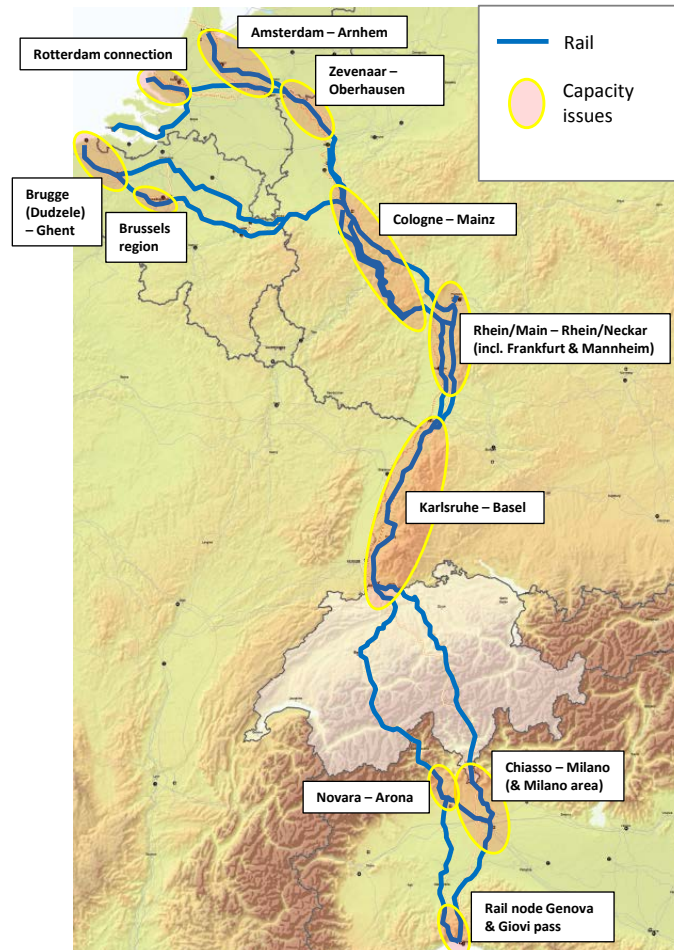 Amsterdam – Arnhem
Rail
Rotterdam connection
Zevenaar –
Oberhausen
Capacity
issues
Brugge
(Dudzele)
– Ghent
Brussels
region
Cologne – Mainz
Rhein/Main – Rhein/Neckar
(incl. Frankfurt & Mannheim)
Karlsruhe – Basel
Chiasso – Milano
(& Milano area)
Novara – Arona
Rail node Genova
& Giovi pass